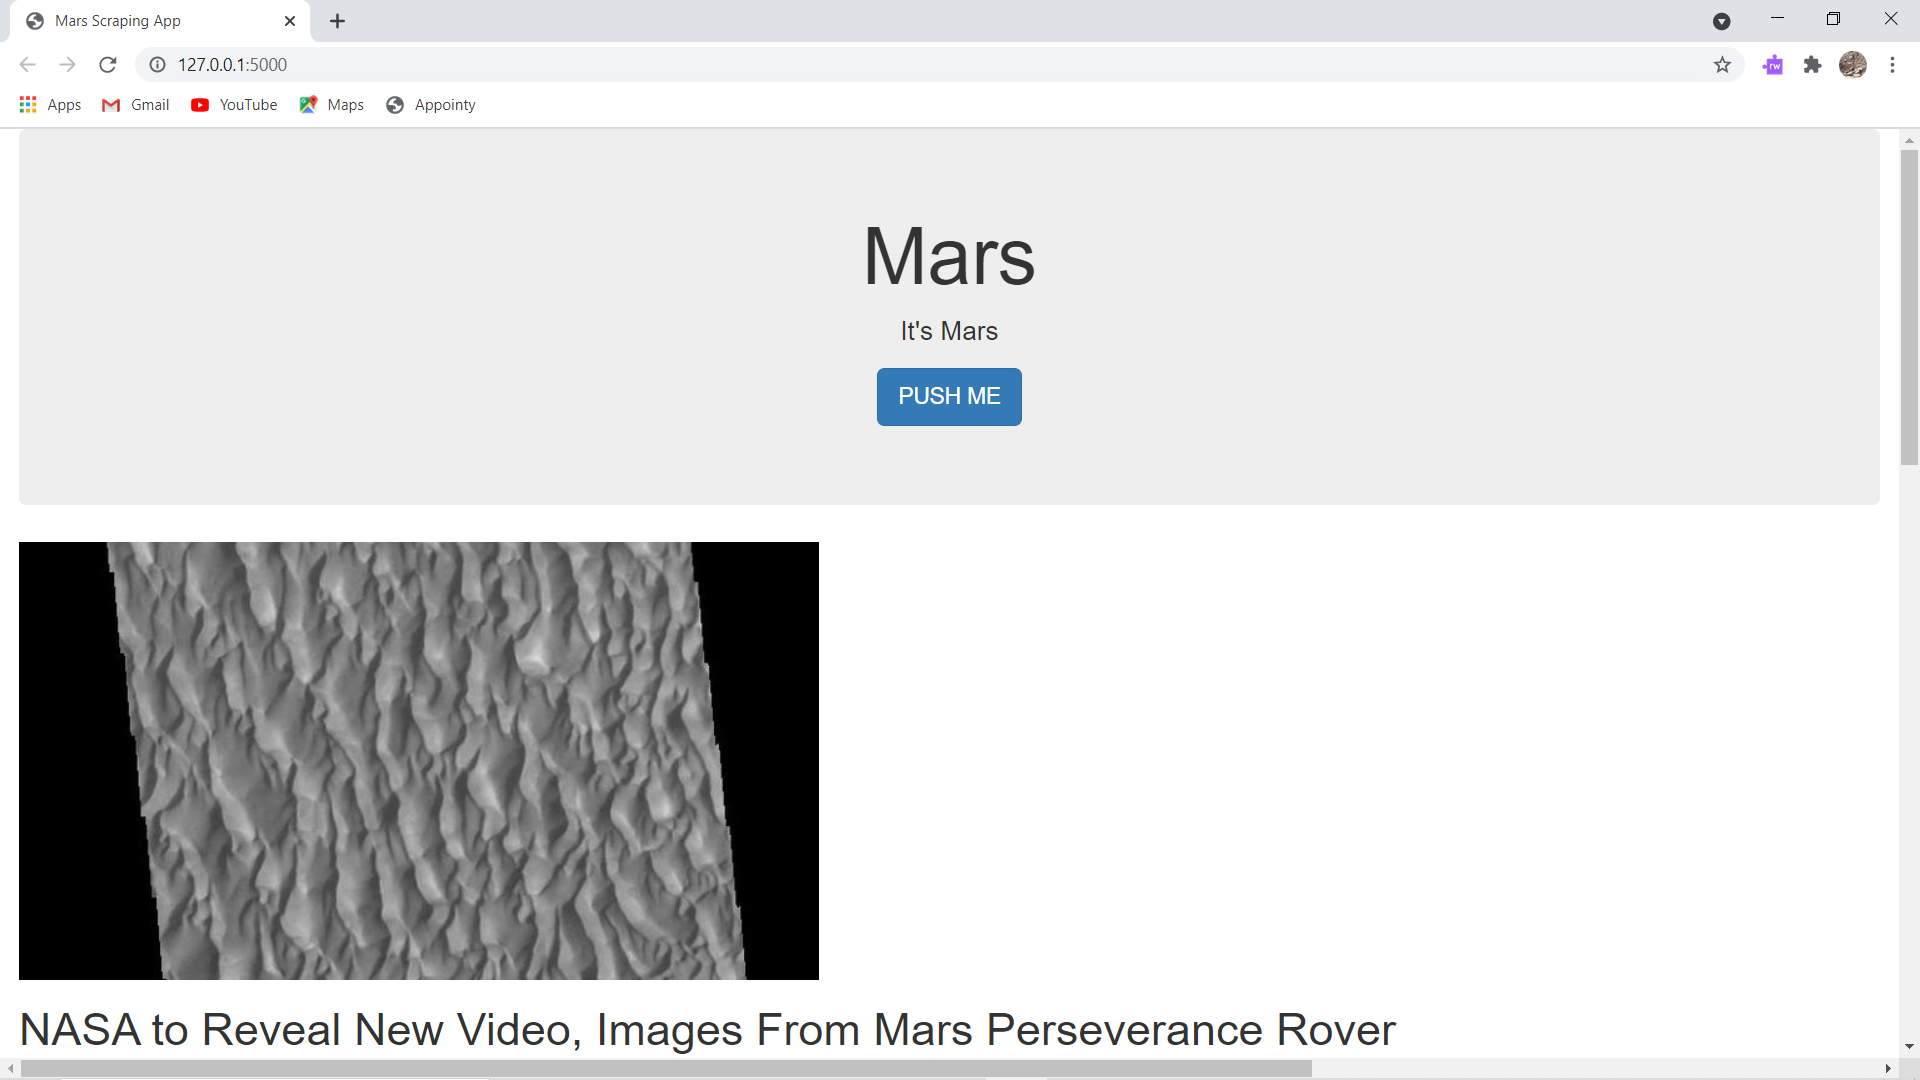 Mars Scraping App
127.0.0.1:5000
rw
Apps Gmail YouTube Maps Appointy
Mars
It's Mars
PUSH ME
NASA to Reveal New Video, Images From Mars Perseverance Rover